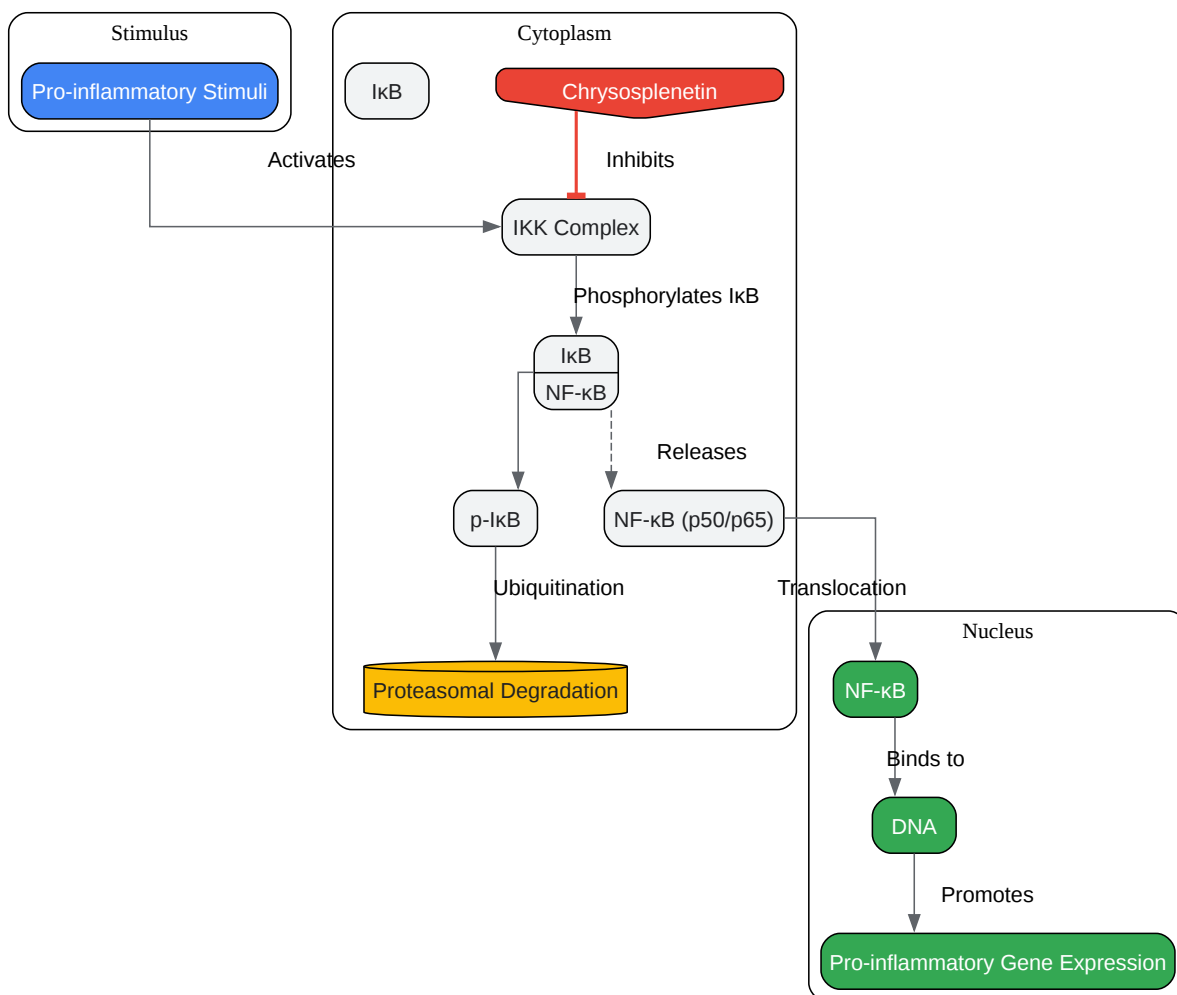 Stimulus
Cytoplasm
Pro-inflammatory Stimuli
IκB
Chrysosplenetin
Activates
Inhibits
IKK Complex
Phosphorylates IκB
IκB
NF-κB
Releases
p-IκB
NF-κB (p50/p65)
Ubiquitination
Translocation
Nucleus
Proteasomal Degradation
NF-κB
Binds to
DNA
Promotes
Pro-inflammatory Gene Expression